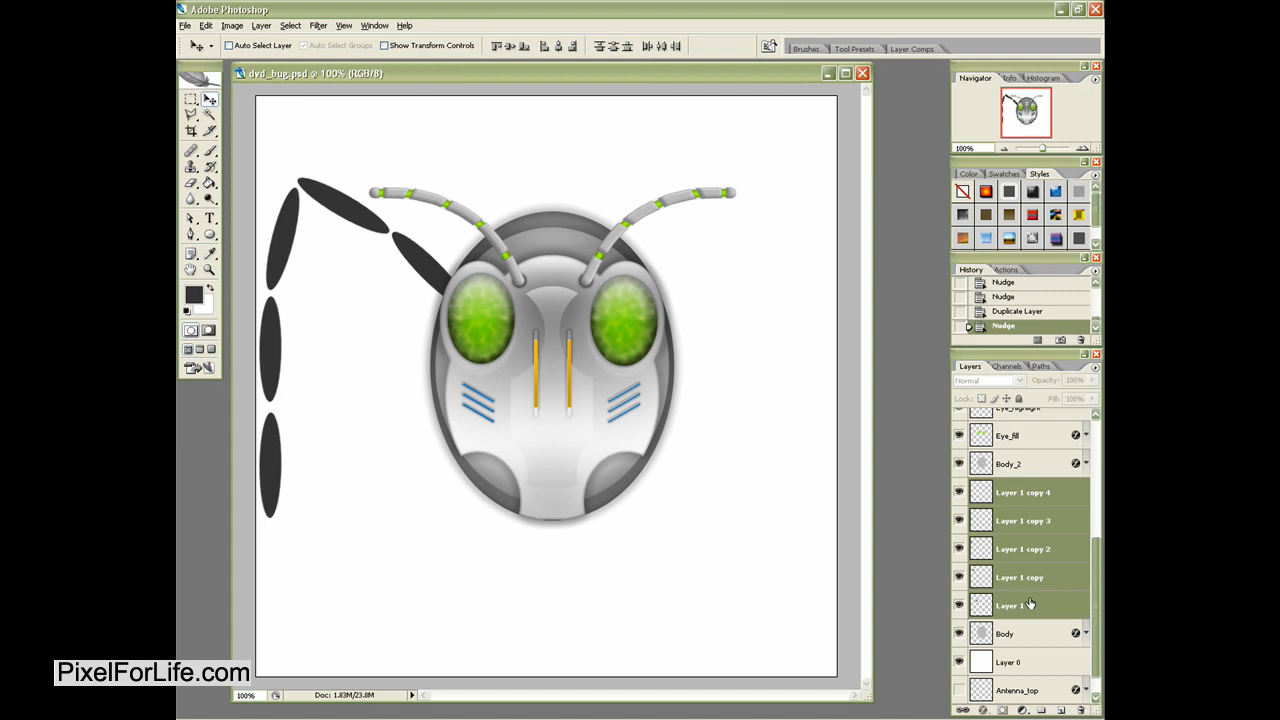 Adobe Photoshop
File Edit Image Layer Select Filter View Window Help
Auto Select Layer Auto Select Groups Show Transform Controls
Brushes Tool Presets Layer Comps
dvd_bug.psd @ 100% (RGB/8)
Navigator Info Histogram
100%
Color Swatches Styles
History Actions
Nudge
Nudge
Duplicate Layer
Nudge
Layers Channels Paths
Normal Opacity: 100%
Lock: Fill: 100%
Eye_highlight
Eye_fill
Body_2
Layer 1 copy 4
Layer 1 copy 3
Layer 1 copy 2
Layer 1 copy
Layer 1
Body
Layer 0
Antenna_top
100% Doc: 1.83M/23.8M
PixelForLife.com